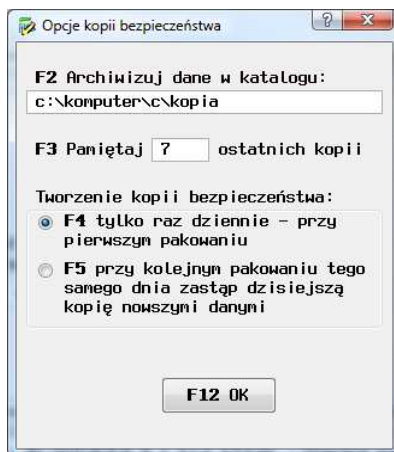 Opcje kopii bezpieczeństwa
F2 Archiwizuj dane w katalogu:
c:\komputer\c\kopia
F3 Pamiętaj 7 ostatnich kopii
Tworzenie kopii bezpieczeństwa:
F4 tylko raz dziennie - przy
pierwszym pakowaniu
F5 przy kolejnym pakowaniu tego
samego dnia zastąp dzisiejszą
kopię nowszymi danymi
F12 OK